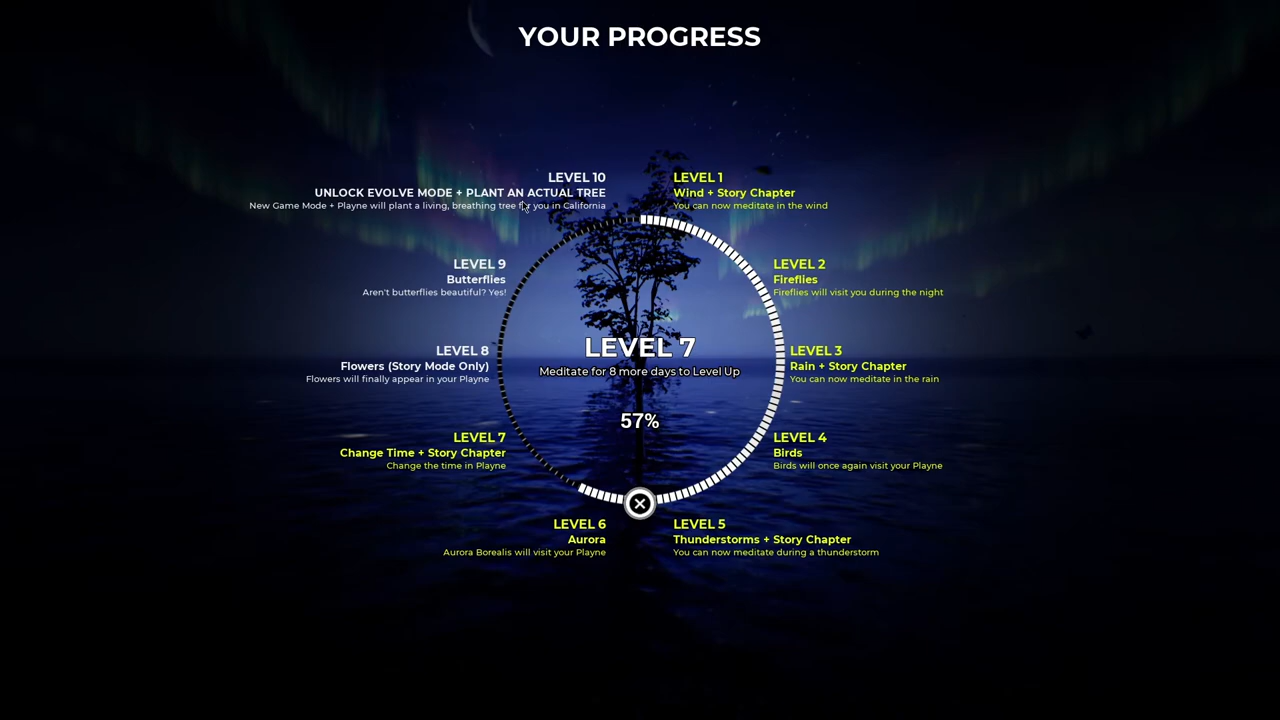 YOUR PROGRESS
LEVEL 10
UNLOCK EVOLVE MODE + PLANT AN ACTUAL TREE
New Game Mode + Playne will plant a living, breathing tree for you in California
LEVEL 1
Wind + Story Chapter
You can now meditate in the wind
LEVEL 9
Butterflies
Aren't butterflies beautiful? Yes!
LEVEL 2
Fireflies
Fireflies will visit you during the night
LEVEL 8
Flowers (Story Mode Only)
Flowers will finally appear in your Playne
LEVEL 7
Meditate for 8 more days to Level Up
57%
LEVEL 3
Rain + Story Chapter
You can now meditate in the rain
LEVEL 7
Change Time + Story Chapter
Change the time in Playne
LEVEL 4
Birds
Birds will once again visit your Playne
LEVEL 6
Aurora
Aurora Borealis will visit your Playne
LEVEL 5
Thunderstorms + Story Chapter
You can now meditate during a thunderstorm